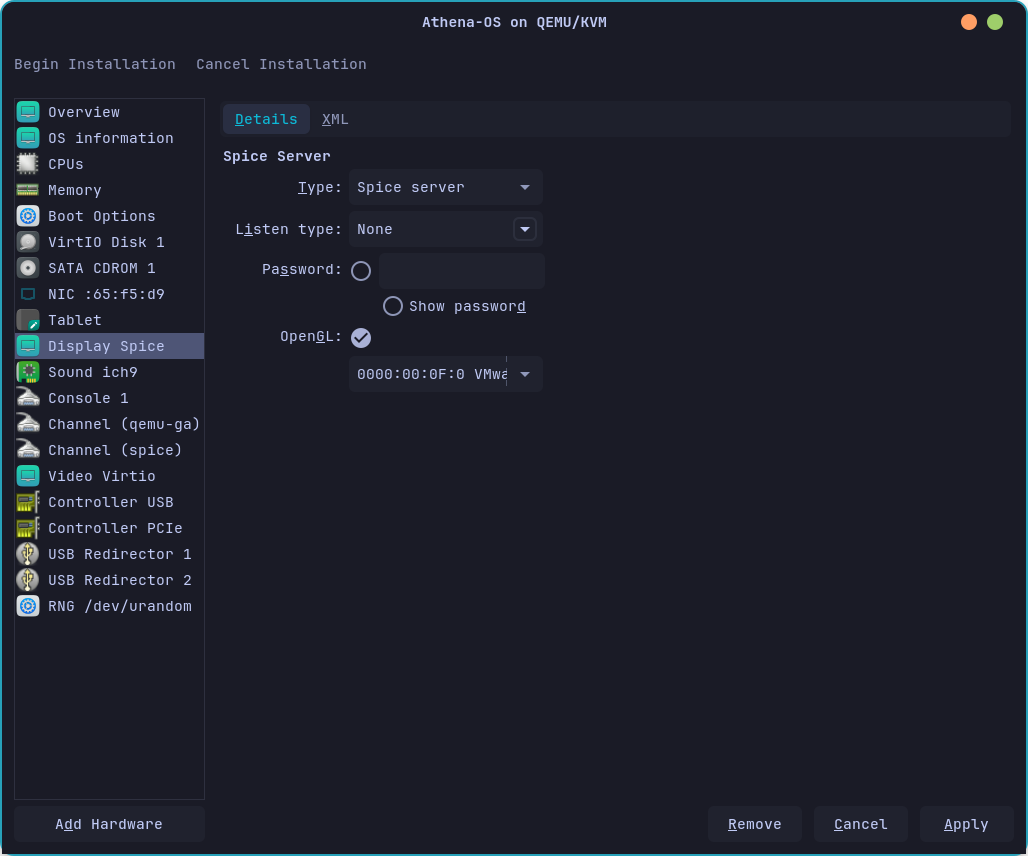 Athena-OS on QEMU/KVM
Begin Installation Cancel Installation
Overview
OS information
CPUs
Memory
Boot Options
VirtIO Disk 1
SATA CDROM 1
NIC :65:f5:d9
Tablet
Display Spice
Sound ich9
Console 1
Channel (qemu-ga)
Channel (spice)
Video Virtio
Controller USB
Controller PCIe
USB Redirector 1
USB Redirector 2
RNG /dev/urandom
Add Hardware
Details XML
Spice Server
Type: Spice server
Listen type: None
Password:
Show password
OpenGL:
0000:00:0F:0 VMwa
Remove Cancel Apply